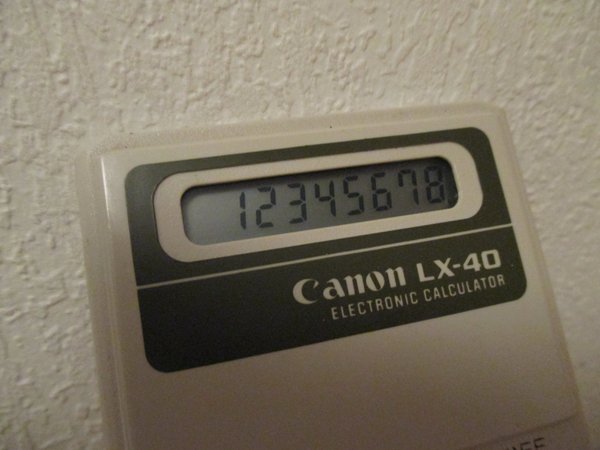 12345678
Canon LX-40
ELECTRONIC CALCULATOR